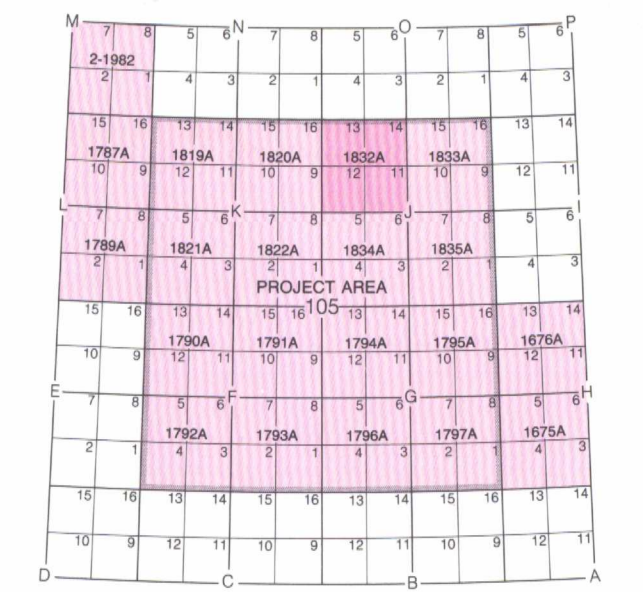 M 7 8 5 6 N 7 8 5 6 O 7 8 5 6 P
2-1982
2 1 4 3 2 1 4 3 2 1 4 3
15 16 13 14 15 16 13 14 15 16 13 14
1787A 1819A 1820A 1832A 1833A
10 9 12 11 10 9 12 11 10 9 12 11
L 7 8 5 6 K 7 8 5 6 J 7 8 5 6 I
1789A 1821A 1822A 1834A 1835A
2 1 4 3 2 1 4 3 2 1 4 3
PROJECT AREA
105
15 16 13 14 15 16 13 14 15 16 13 14
1790A 1791A 1794A 1795A 1676A
10 9 12 11 10 9 12 11 10 9 12 11
E 7 8 5 6 F 7 8 5 6 G 7 8 5 6 H
1792A 1793A 1796A 1797A 1675A
2 1 4 3 2 1 4 3 2 1 4 3
15 16 13 14 15 16 13 14 15 16 13 14
10 9 12 11 10 9 12 11 10 9 12 11
D C B A